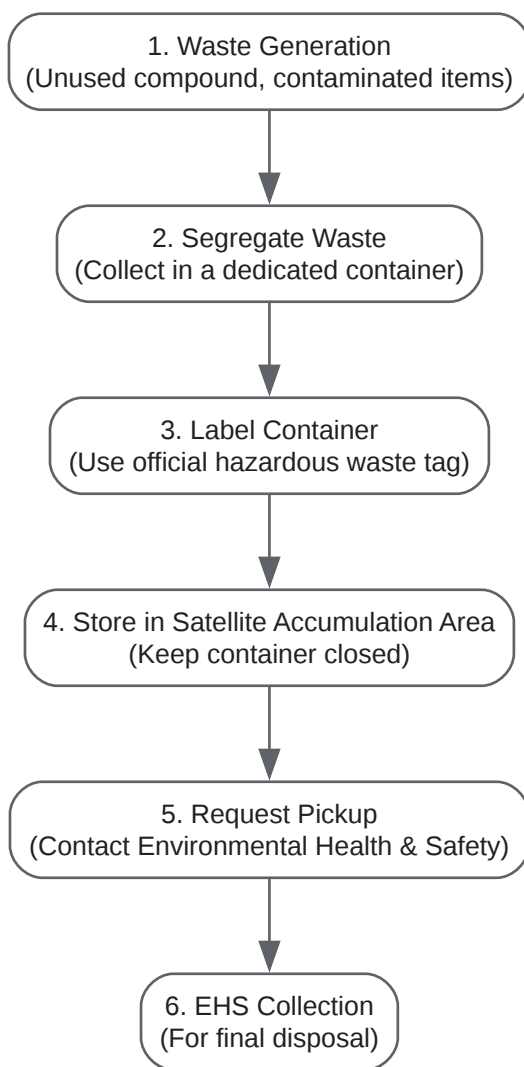 1. Waste Generation
(Unused compound, contaminated items)
2. Segregate Waste
(Collect in a dedicated container)
3. Label Container
(Use official hazardous waste tag)
4. Store in Satellite Accumulation Area
(Keep container closed)
5. Request Pickup
(Contact Environmental Health & Safety)
6. EHS Collection
(For final disposal)